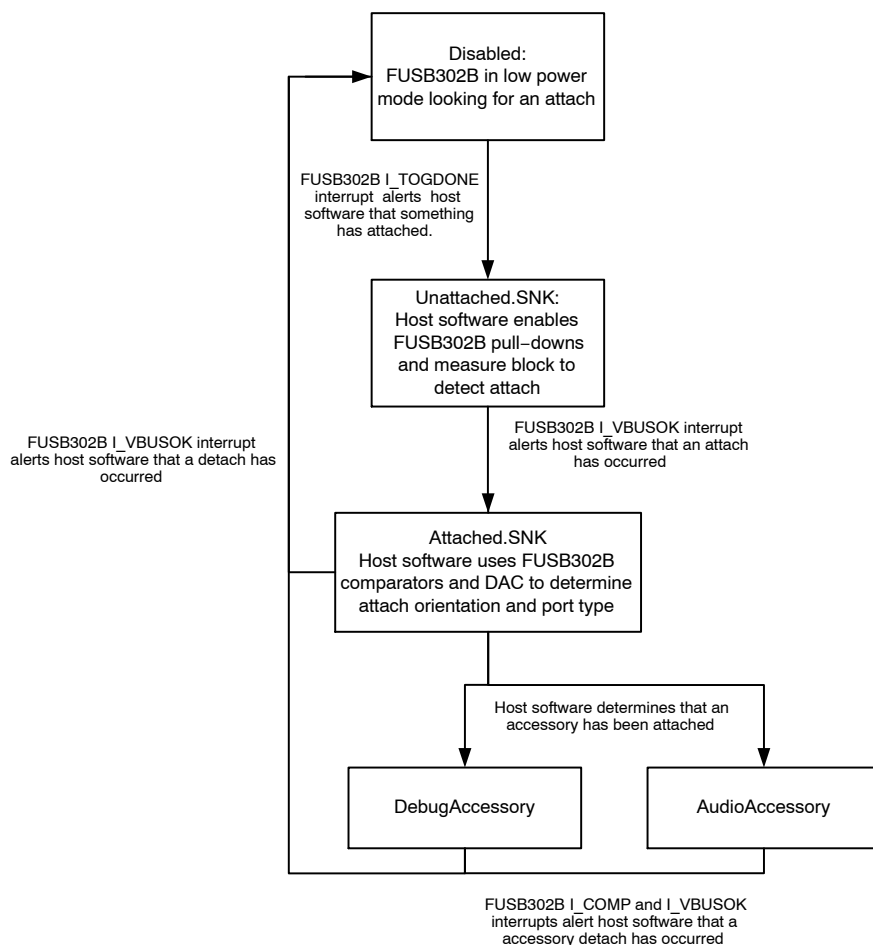 Disabled:
FUSB302B in low power
mode looking for an attach
FUSB302B I_TOGDONE
interrupt alerts host
software that something
has attached.
Unattached.SNK:
Host software enables
FUSB302B pull−downs
and measure block to
detect attach
FUSB302B I_VBUSOK interrupt
alerts host software that a detach has
occurred
FUSB302B I_VBUSOK interrupt
alerts host software that an attach
has occurred
Attached.SNK
Host software uses FUSB302B
comparators and DAC to determine
attach orientation and port type
Host software determines that an
accessory has been attached
DebugAccessory
AudioAccessory
FUSB302B I_COMP and I_VBUSOK
interrupts alert host software that a
accessory detach has occurred